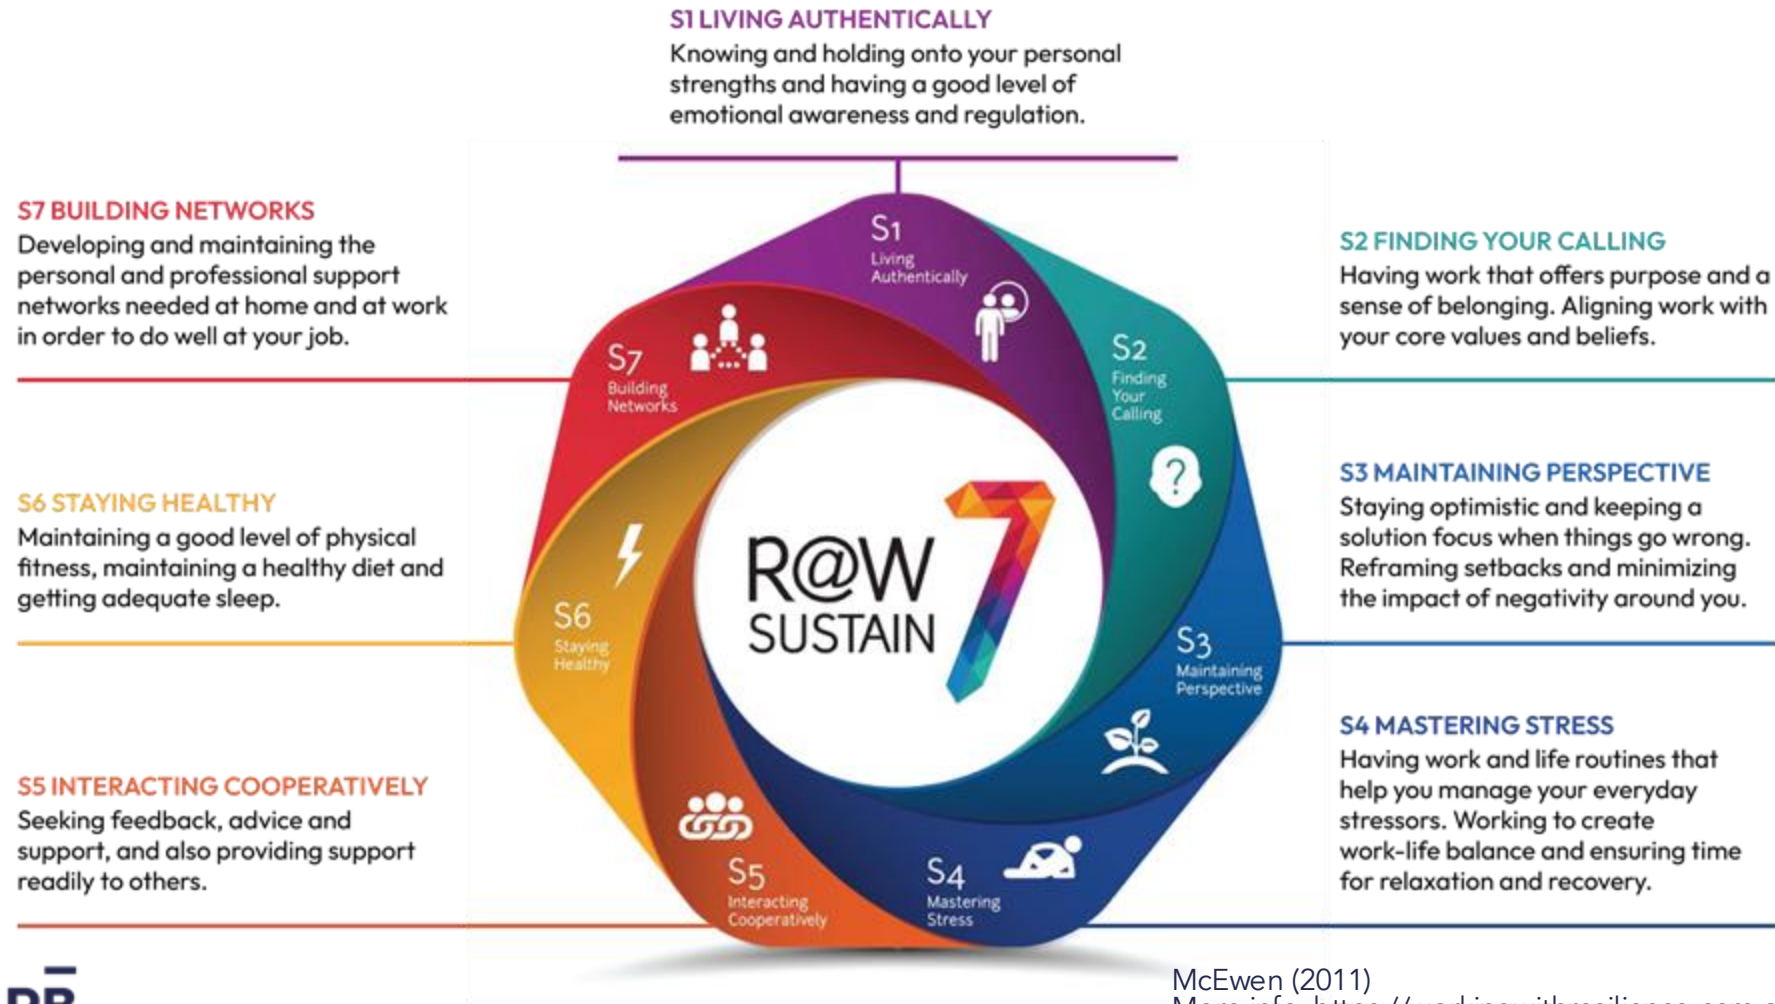 S1 LIVING AUTHENTICALLY
Knowing and holding onto your personal
strengths and having a good level of
emotional awareness and regulation.
S7 BUILDING NETWORKS
Developing and maintaining the
personal and professional support
networks needed at home and at work
in order to do well at your job.
S6 STAYING HEALTHY
Maintaining a good level of physical
fitness, maintaining a healthy diet and
getting adequate sleep.
S5 INTERACTING COOPERATIVELY
Seeking feedback, advice and
support, and also providing support
readily to others.
S1
Living
Authentically
S2
Finding
Your
Calling
?
S3
Maintaining
Perspective
S4
Mastering
Stress
S5
Interacting
Cooperatively
S6
Staying
Healthy
S7
Building
Networks
R@W 7
SUSTAIN
S2 FINDING YOUR CALLING
Having work that offers purpose and a
sense of belonging. Aligning work with
your core values and beliefs.
S3 MAINTAINING PERSPECTIVE
Staying optimistic and keeping a
solution focus when things go wrong.
Reframing setbacks and minimizing
the impact of negativity around you.
S4 MASTERING STRESS
Having work and life routines that
help you manage your everyday
stressors. Working to create
work-life balance and ensuring time
for relaxation and recovery.
McEwen (2011)